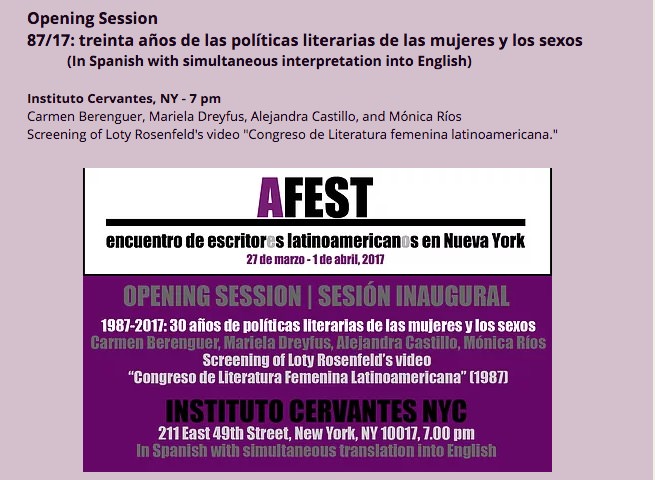 Opening Session
87/17: treinta años de las políticas literarias de las mujeres y los sexos
(In Spanish with simultaneous interpretation into English)
Instituto Cervantes, NY - 7 pm
Carmen Berenguer, Mariela Dreyfus, Alejandra Castillo, and Mónica Ríos
Screening of Loty Rosenfeld's video "Congreso de Literatura femenina latinoamericana."
AFEST
encuentro de escritores latinoamericanos en Nueva York
27 de marzo - 1 de abril, 2017
OPENING SESSION | SESIÓN INAUGURAL
1987-2017: 30 años de políticas literarias de las mujeres y los sexos
Carmen Berenguer, Mariela Dreyfus, Alejandra Castillo, Mónica Ríos
Screening of Loty Rosenfeld's video
“Congreso de Literatura Femenina Latinoamericana” (1987)
INSTITUTO CERVANTES NYC
211 East 49th Street, New York, NY 10017, 7.00 pm
In Spanish with simultaneous translation into English